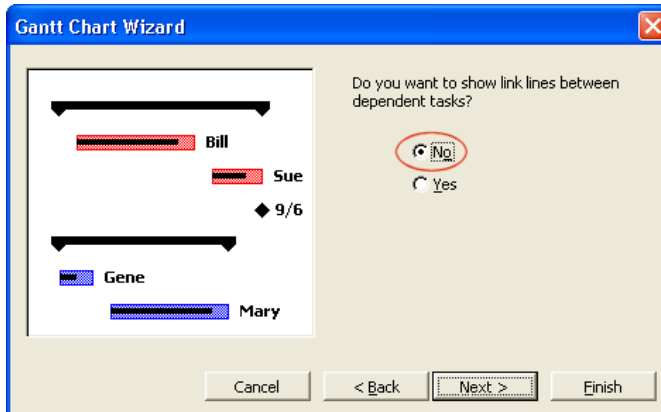 Gantt Chart Wizard
Do you want to show link lines between
dependent tasks?
No
Yes
Bill
Sue
9/6
Gene
Mary
Cancel
< Back
Next >
Finish